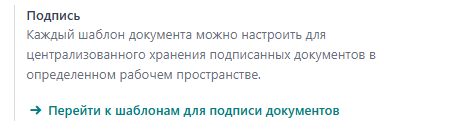 Подпись
Каждый шаблон документа можно настроить для
централизованного хранения подписанных документов в
определенном рабочем пространстве.
→ Перейти к шаблонам для подписи документов